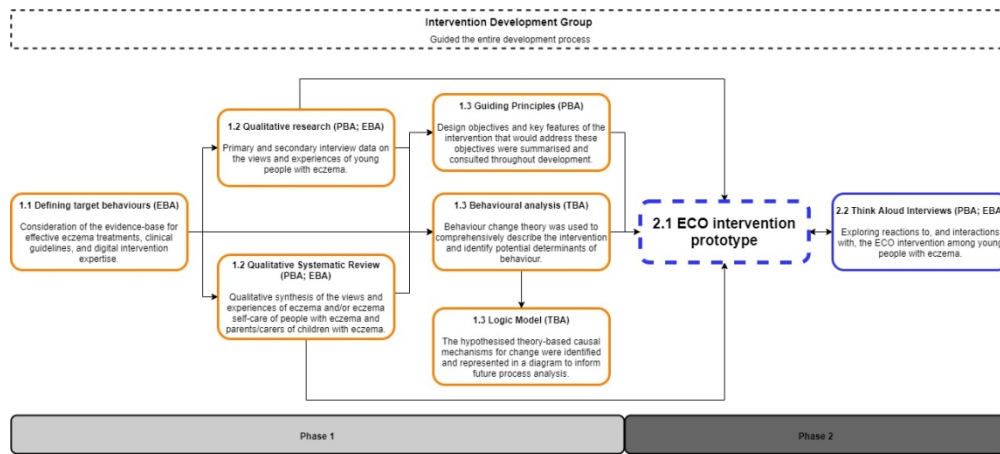 Intervention Development Group
Guided the entire development process
1.1 Defining target behaviours (EBA)
Consideration of the evidence-base for
effective eczema treatments, clinical
guidelines, and digital intervention
expertise.
1.2 Qualitative research (PBA; EBA)
Primary and secondary interview data on
the views and experiences of young
people with eczema.
1.2 Qualitative Systematic Review
(PBA; EBA)
Qualitative synthesis of the views and
experiences of eczema and/or eczema
self-care of people with eczema and
parents/carers of children with eczema.
1.3 Guiding Principles (PBA)
Design objectives and key features of the
intervention that would address these
objectives were summarised and
consulted throughout development.
1.3 Behavioural analysis (TBA)
Behaviour change theory was used to
comprehensively describe the intervention
and identify potential determinants of
behaviour.
1.3 Logic Model (TBA)
The hypothesised theory-based causal
mechanisms for change were identified
and represented in a diagram to inform
future process analysis.
2.1 ECO intervention
prototype
2.2 Think Aloud Interviews (PBA; EBA)
Exploring reactions to, and interactions
with, the ECO intervention among young
people with eczema.
Phase 1
Phase 2